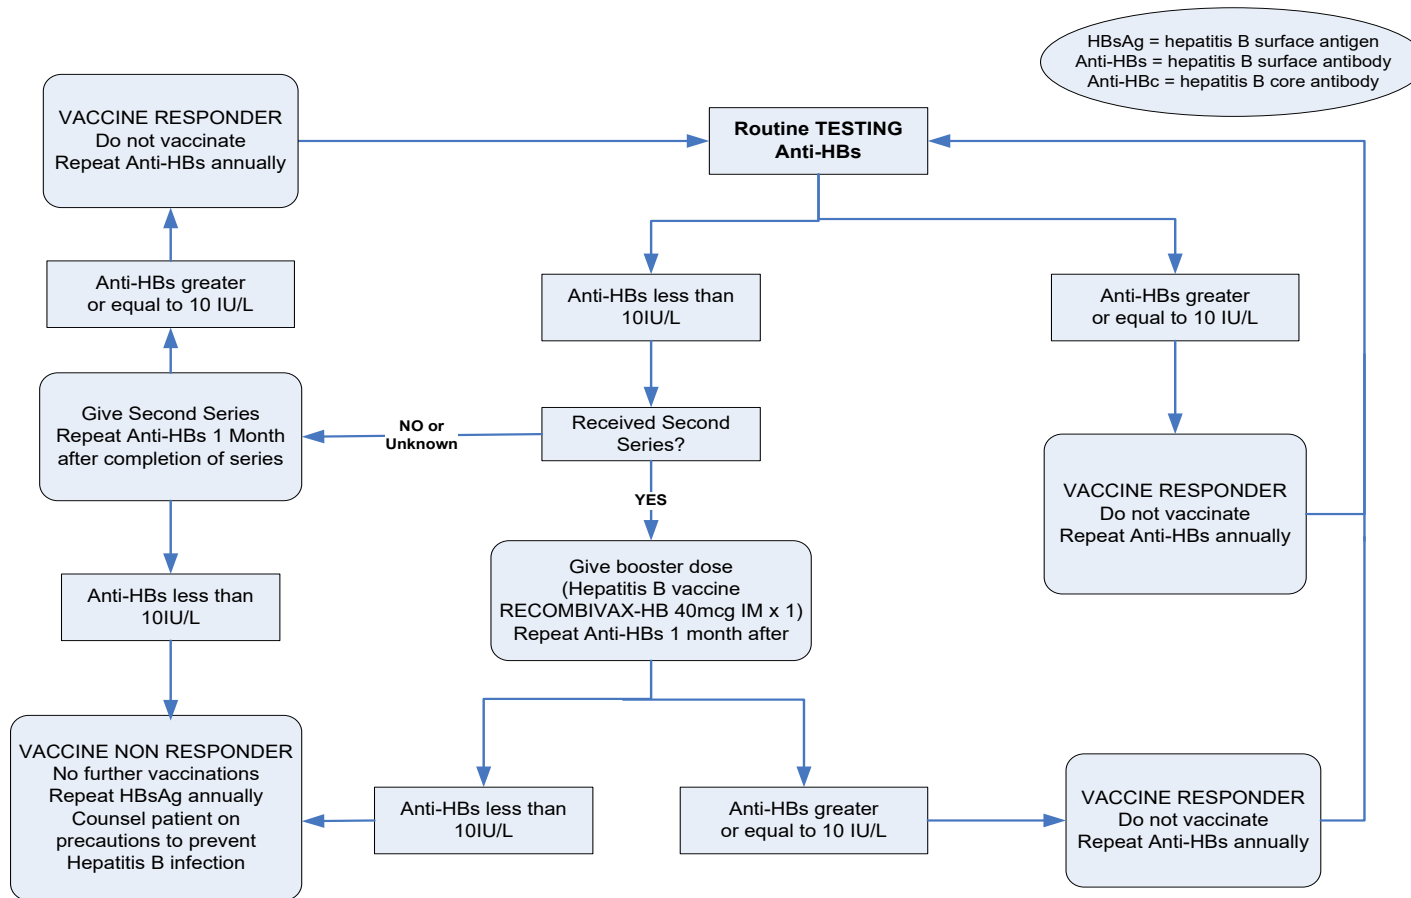 HBsAg = hepatitis B surface antigen
Anti-HBs = hepatitis B surface antibody
Anti-HBc = hepatitis B core antibody
VACCINE RESPONDER
Do not vaccinate
Repeat Anti-HBs annually
Routine TESTING
Anti-HBs
Anti-HBs greater
or equal to 10 IU/L
Anti-HBs less than
10IU/L
Anti-HBs greater
or equal to 10 IU/L
Give Second Series
Repeat Anti-HBs 1 Month
after completion of series
NO or
Unknown
Received Second
Series?
YES
VACCINE RESPONDER
Do not vaccinate
Repeat Anti-HBs annually
Anti-HBs less than
10IU/L
Give booster dose
(Hepatitis B vaccine
RECOMBIVAX-HB 40mcg IM x 1)
Repeat Anti-HBs 1 month after
VACCINE NON RESPONDER
No further vaccinations
Repeat HBsAg annually
Counsel patient on
precautions to prevent
Hepatitis B infection
Anti-HBs less than
10IU/L
Anti-HBs greater
or equal to 10 IU/L
VACCINE RESPONDER
Do not vaccinate
Repeat Anti-HBs annually